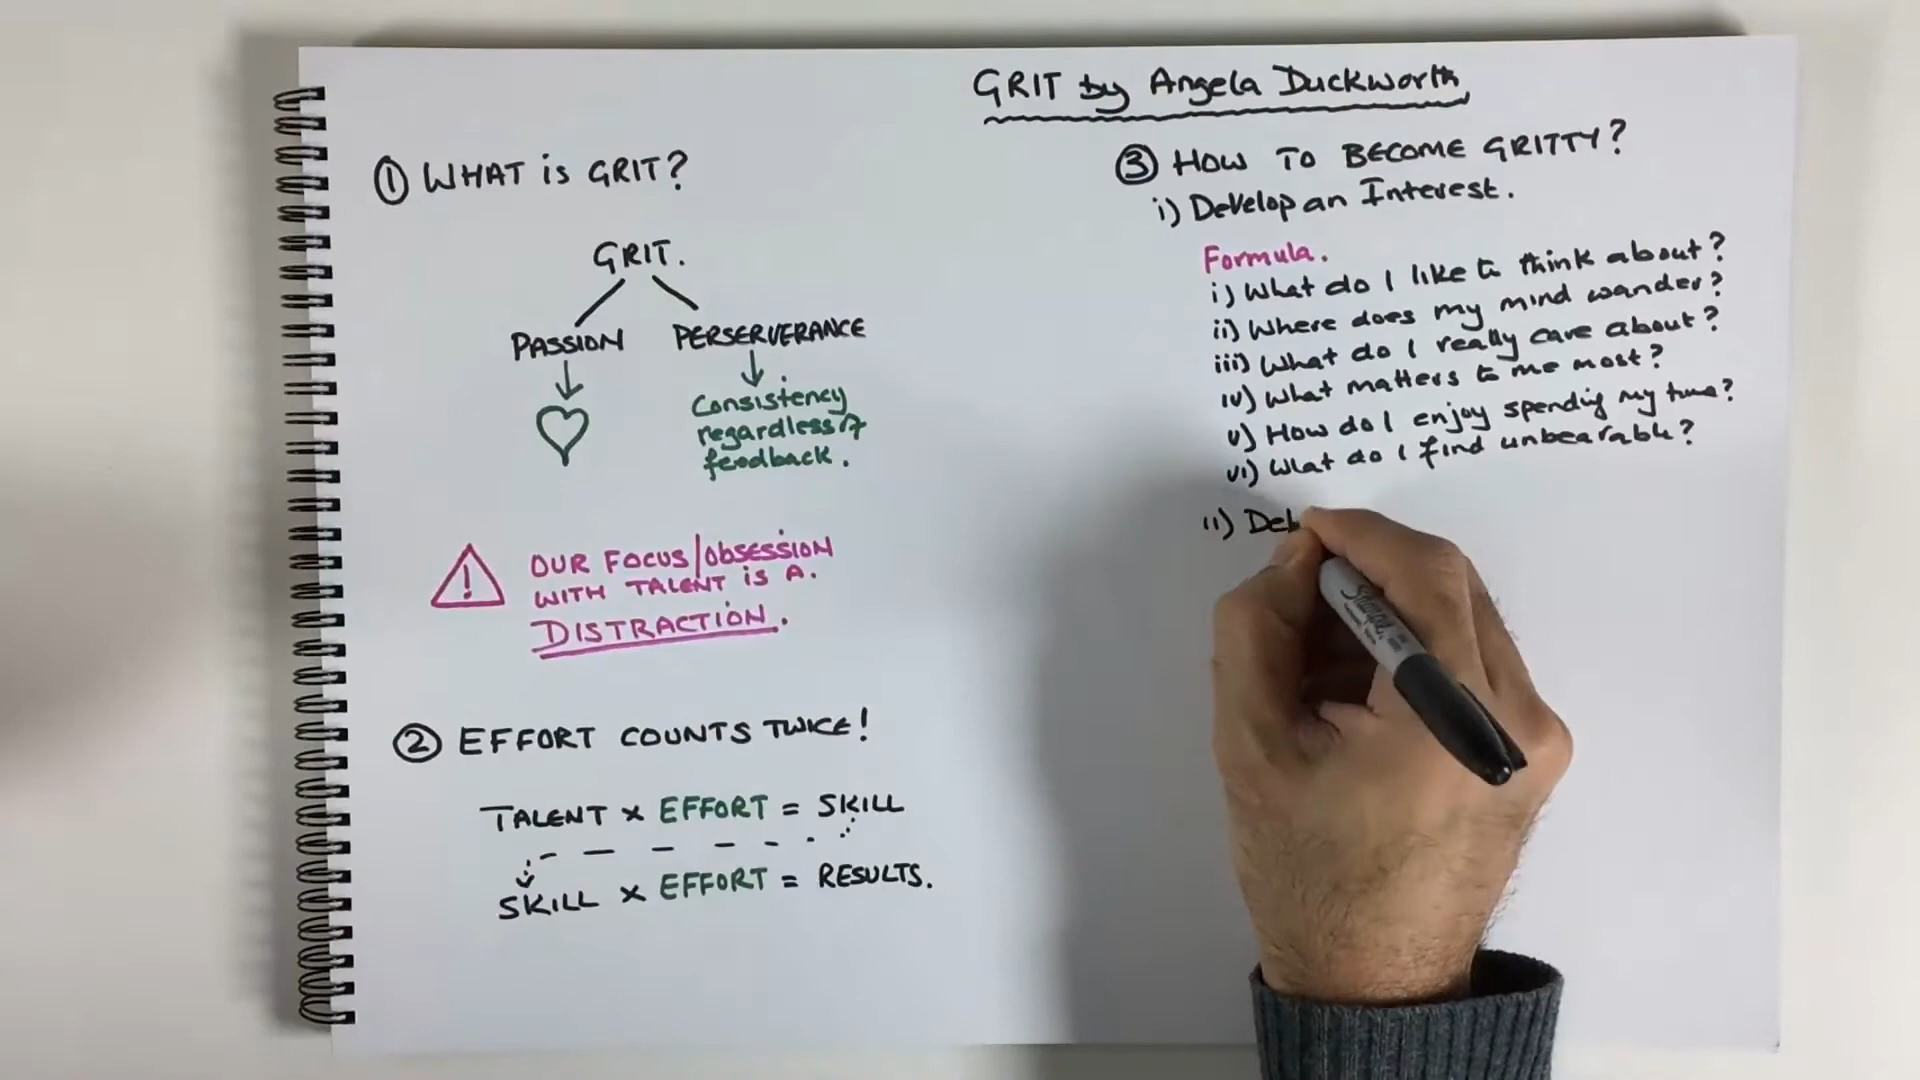 GRIT by Angela Duckworth
① WHAT is GRIT?
GRIT.
PASSION PERSERVERANCE
Consistency
regardless of
feedback.
! OUR FOCUS/OBSESSION
WITH TALENT is A.
DISTRACTION.
② EFFORT COUNTS TWICE!
TALENT x EFFORT = SKILL
SKILL x EFFORT = RESULTS.
③ HOW TO BECOME GRITTY?
i) Develop an Interest.
Formula.
i) What do I like to think about?
ii) Where does my mind wander?
iii) What do I really care about?
iv) What matters to me most?
v) How do I enjoy spending my time?
vi) What do I find unbearable?
ii) De
Sharpie